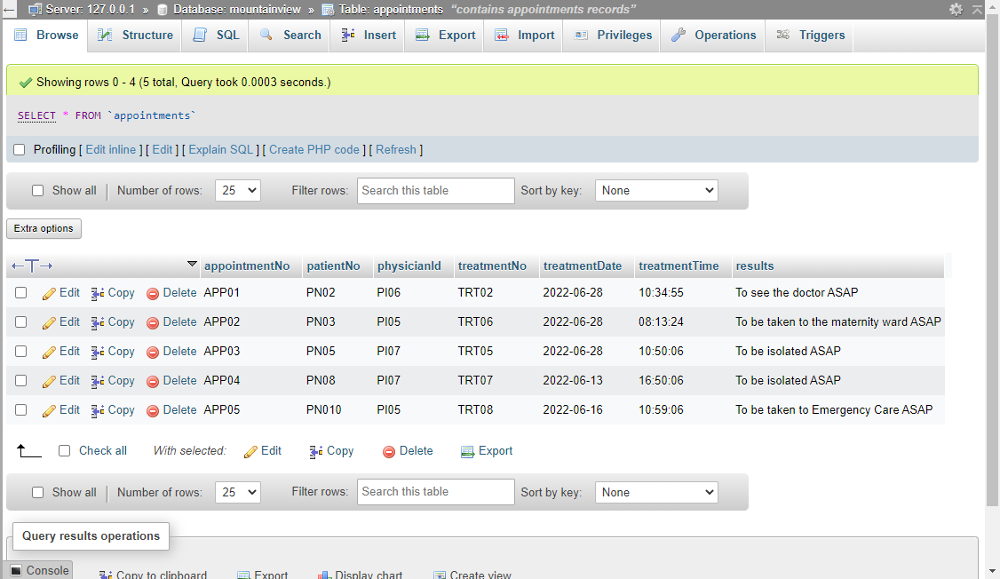 Server: 127.0.0.1 » Database: mountainview » Table: appointments "contains appointments records"
Browse Structure SQL Search Insert Export Import Privileges Operations Triggers
Showing rows 0 - 4 (5 total, Query took 0.0003 seconds.)
SELECT * FROM `appointments`
Profiling [ Edit inline ] [ Edit ] [ Explain SQL ] [ Create PHP code ] [ Refresh ]
Show all Number of rows: 25 Filter rows: Search this table Sort by key: None
Extra options
←T→ appointmentNo patientNo physicianId treatmentNo treatmentDate treatmentTime results
Edit Copy Delete APP01 PN02 PI06 TRT02 2022-06-28 10:34:55 To see the doctor ASAP
Edit Copy Delete APP02 PN03 PI05 TRT06 2022-06-28 08:13:24 To be taken to the maternity ward ASAP
Edit Copy Delete APP03 PN05 PI07 TRT05 2022-06-28 10:50:06 To be isolated ASAP
Edit Copy Delete APP04 PN08 PI07 TRT07 2022-06-13 16:50:06 To be isolated ASAP
Edit Copy Delete APP05 PN010 PI05 TRT08 2022-06-16 10:59:06 To be taken to Emergency Care ASAP
Check all With selected: Edit Copy Delete Export
Show all Number of rows: 25 Filter rows: Search this table Sort by key: None
Query results operations
Console Copy to clipboard Export Display chart Create view